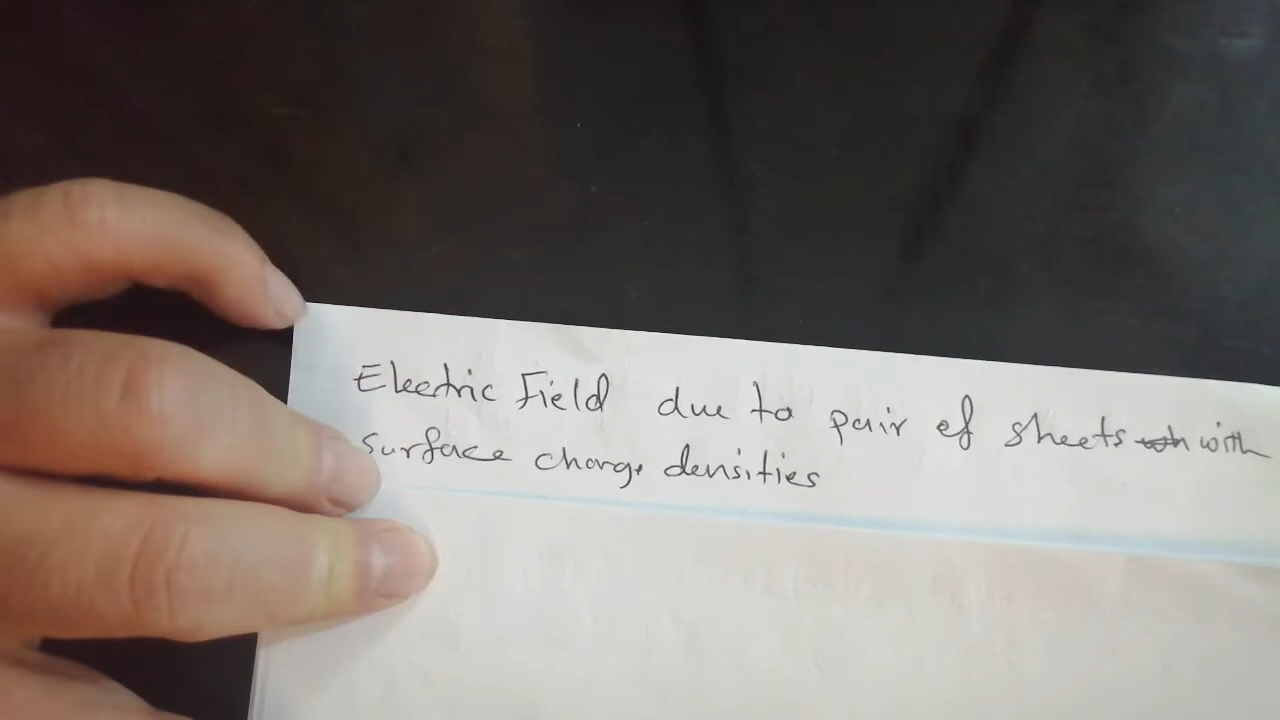 Electric Field due to pair of sheets with
surface charge densities